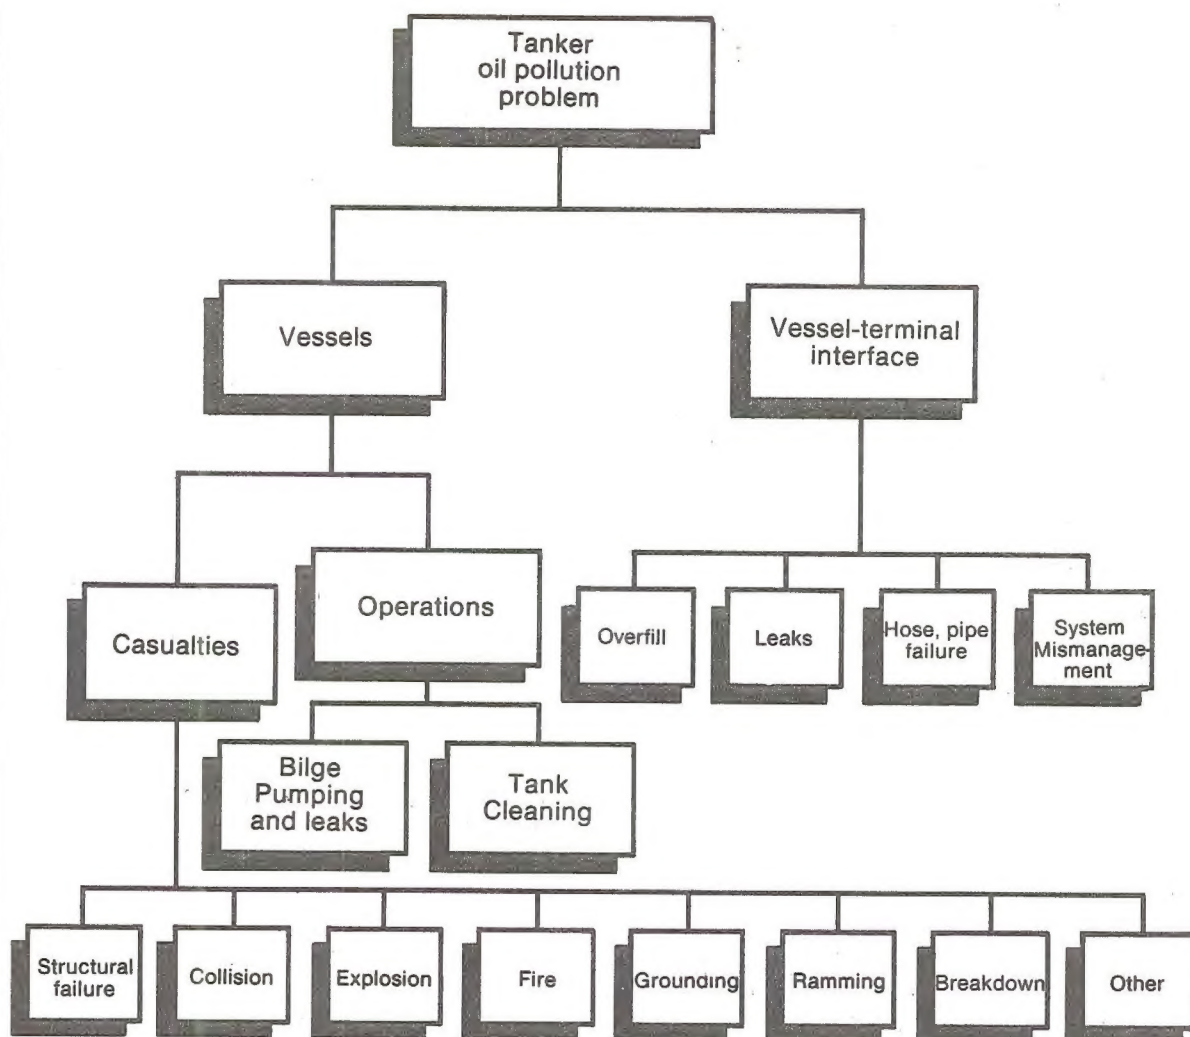 Tanker
oil pollution
problem
Vessels
Vessel-terminal
interface
Casualties
Operations
Overfill
Leaks
Hose, pipe
failure
System
Mismanage-
ment
Bilge
Pumping
and leaks
Tank
Cleaning
Structural
failure
Collision
Explosion
Fire
Grounding
Ramming
Breakdown
Other